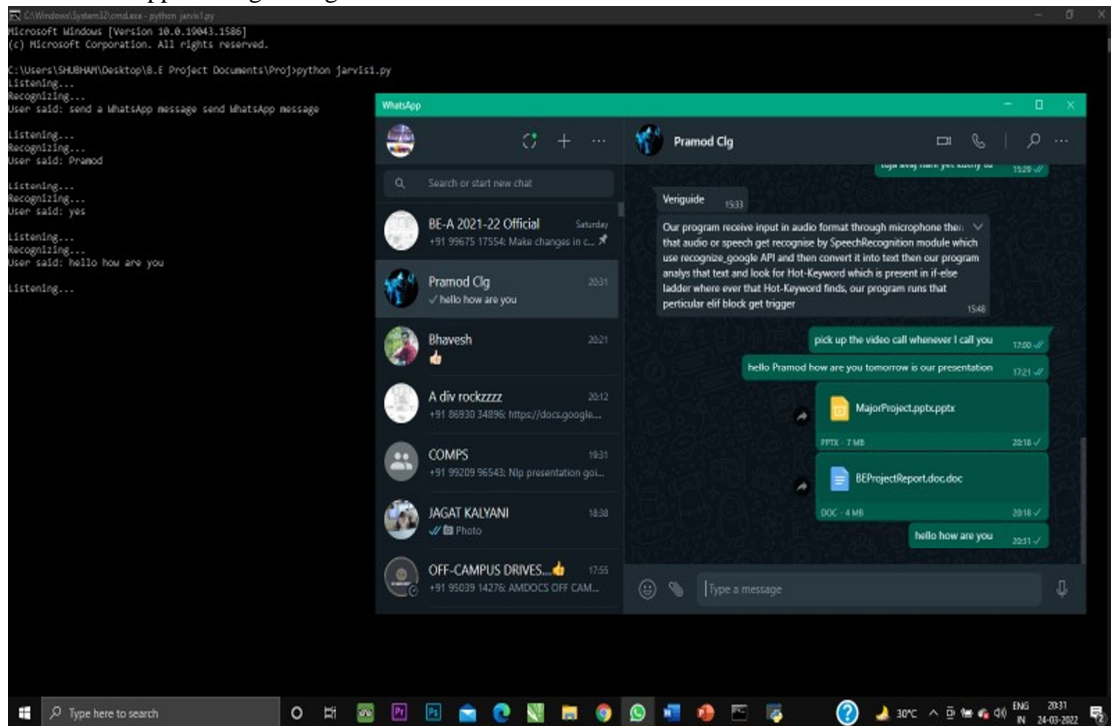 C:\Windows\System32\cmd.exe - python jarvis1.py
Microsoft Windows [Version 10.0.19043.1586]
(c) Microsoft Corporation. All rights reserved.
C:\Users\SHUBHAM\Desktop\B.E Project Documents\Proj>python jarvis1.py
Listening...
Recognizing...
User said: send a WhatsApp message send WhatsApp message
Listening...
Recognizing...
User said: Pramod
Listening...
Recognizing...
User said: yes
Listening...
Recognizing...
User said: hello how are you
Listening...
WhatsApp
Search or start new chat
BE-A 2021-22 Official Saturday
+91 99675 17554: Make changes in c...
Pramod Clg 20:31
hello how are you
Bhavesh 20:21
A div rockzzzz 20:12
+91 86930 34896: https://docs.google....
COMPS 19:31
+91 99209 96543: Nlp presentation goi...
JAGAT KALYANI 18:38
Photo
OFF-CAMPUS DRIVES... 17:55
+91 95039 14276: AMDOCS OFF CAM...
Pramod Clg
15:29
Veriguide 15:33
Our program receive input in audio format through microphone then
that audio or speech get recognise by SpeechRecognition module which
use recognize_google API and then convert it into text then our program
analys that text and look for Hot-Keyword which is present in if-else
ladder where ever that Hot-Keyword finds, our program runs that
perticular elif block get trigger
15:48
pick up the video call whenever I call you 17:00
hello Pramod how are you tomorrow is our presentation 17:21
MajorProject.pptx.pptx
PPTX - 7 MB 20:18
BEProjectReport.doc.doc
DOC - 4 MB 20:18
hello how are you 20:31
Type a message
Type here to search
Pr
Ps
30°C
ENG
IN
20:31
24-03-2022